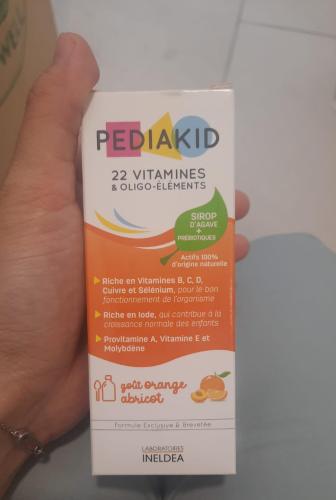 PEDIAKID
22 VITAMINES
& OLIGO-ÉLÉMENTS
SIROP
D'AGAVE
+
PRÉBIOTIQUES
Actifs 100%
d'origine naturelle
Riche en Vitamines B, C, D,
Cuivre et Sélénium, pour le bon
fonctionnement de l'organisme
Riche en Iode, qui contribue à la
croissance normale des enfants
Provitamine A, Vitamine E et
Molybdène
goût orange
abricot
Formule Exclusive & Brevetée
LABORATOIRES
INELDEA